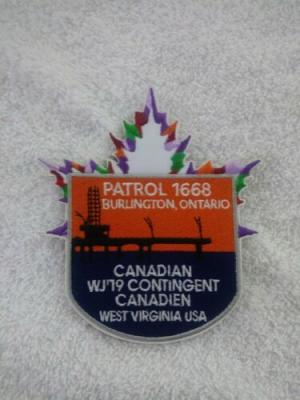 PATROL 1668
BURLINGTON, ONTARIO
CANADIAN
WJ'19 CONTINGENT
CANADIEN
WEST VIRGINIA USA